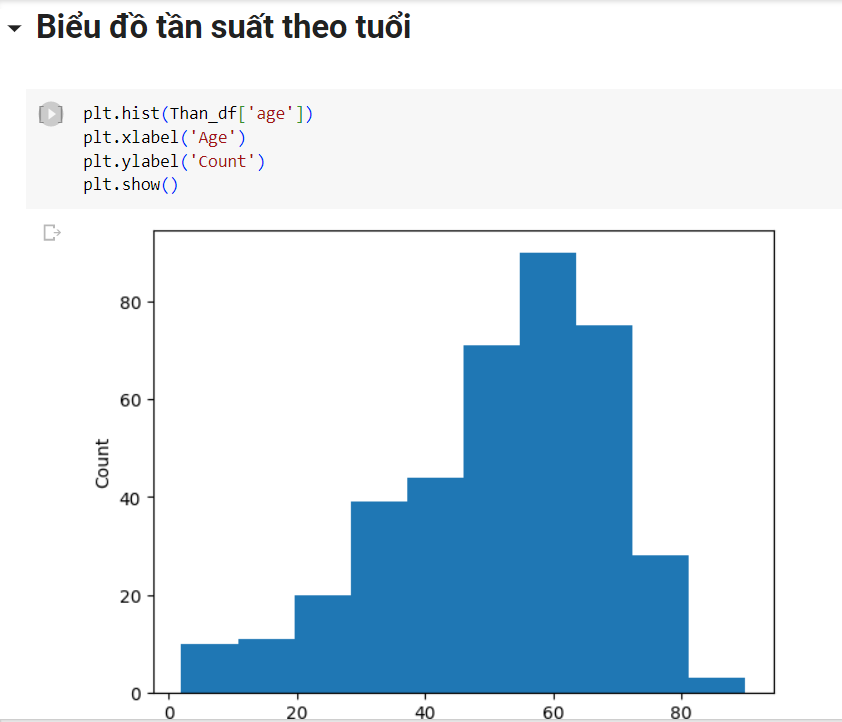 Biểu đồ tần suất theo tuổi
plt.hist(Than_df['age'])
plt.xlabel('Age')
plt.ylabel('Count')
plt.show()
80
60
40
20
0
Count
0 20 40 60 80